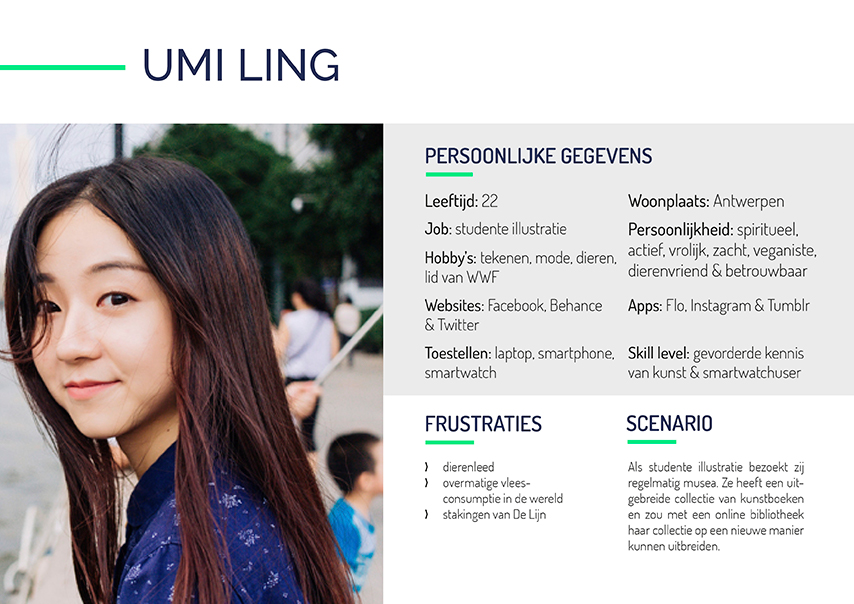 UMI LING
PERSOONLIJKE GEGEVENS
Leeftijd: 22
Job: studente illustratie
Hobby's: tekenen, mode, dieren,
lid van WWF
Websites: Facebook, Behance
& Twitter
Toestellen: laptop, smartphone,
smartwatch
Woonplaats: Antwerpen
Persoonlijkheid: spiritueel,
actief, vrolijk, zacht, veganiste,
dierenvriend & betrouwbaar
Apps: Flo, Instagram & Tumblr
Skill level: gevorderde kennis
van kunst & smartwatchuser
FRUSTRATIES
dierenleed
overmatige vlees-
consumptie in de wereld
stakingen van De Lijn
SCENARIO
Als studente illustratie bezoekt zij
regelmatig musea. Ze heeft een uit-
gebreide collectie van kunstboeken
en zou met een online bibliotheek
haar collectie op een nieuwe manier
kunnen uitbreiden.